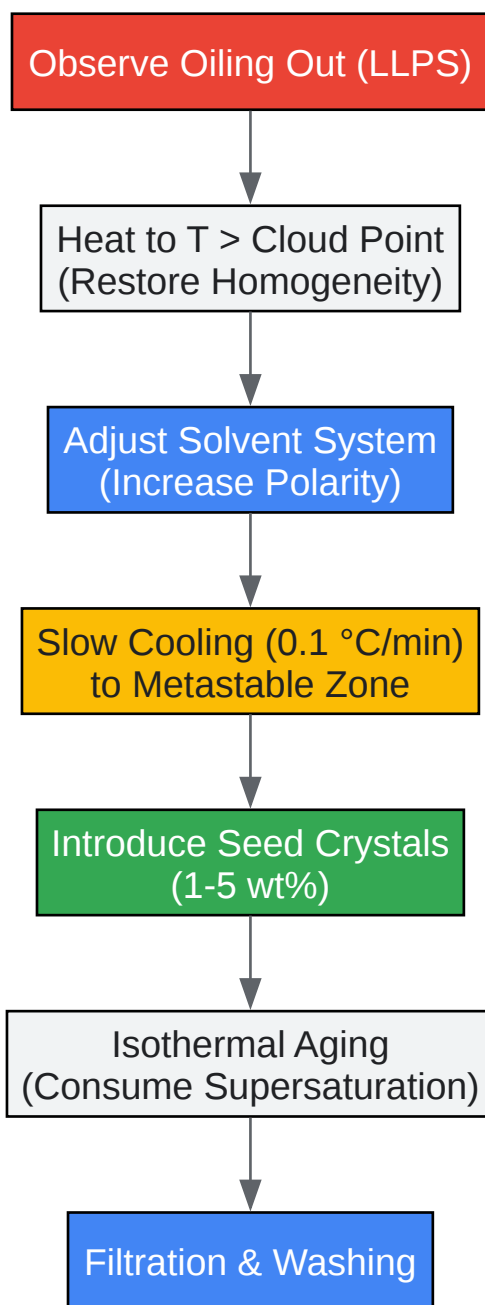 Observe Oiling Out (LLPS)
Heat to T > Cloud Point
(Restore Homogeneity)
Adjust Solvent System
(Increase Polarity)
Slow Cooling (0.1 °C/min)
to Metastable Zone
Introduce Seed Crystals
(1-5 wt%)
Isothermal Aging
(Consume Supersaturation)
Filtration & Washing